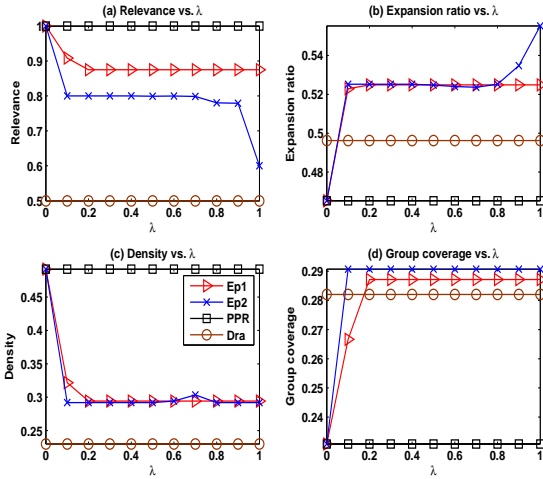 (a) Relevance vs. λ
Relevance
1
0.9
0.8
0.7
0.6
0.5
0 0.2 0.4 0.6 0.8 1
λ
(b) Expansion ratio vs. λ
Expansion ratio
0.54
0.52
0.5
0.48
0 0.2 0.4 0.6 0.8 1
λ
(c) Density vs. λ
Density
0.45
0.4
0.35
0.3
0.25
0 0.2 0.4 0.6 0.8 1
λ
Ep1
Ep2
PPR
Dra
(d) Group coverage vs. λ
Group coverage
0.29
0.28
0.27
0.26
0.25
0.24
0.23
0 0.2 0.4 0.6 0.8 1
λ